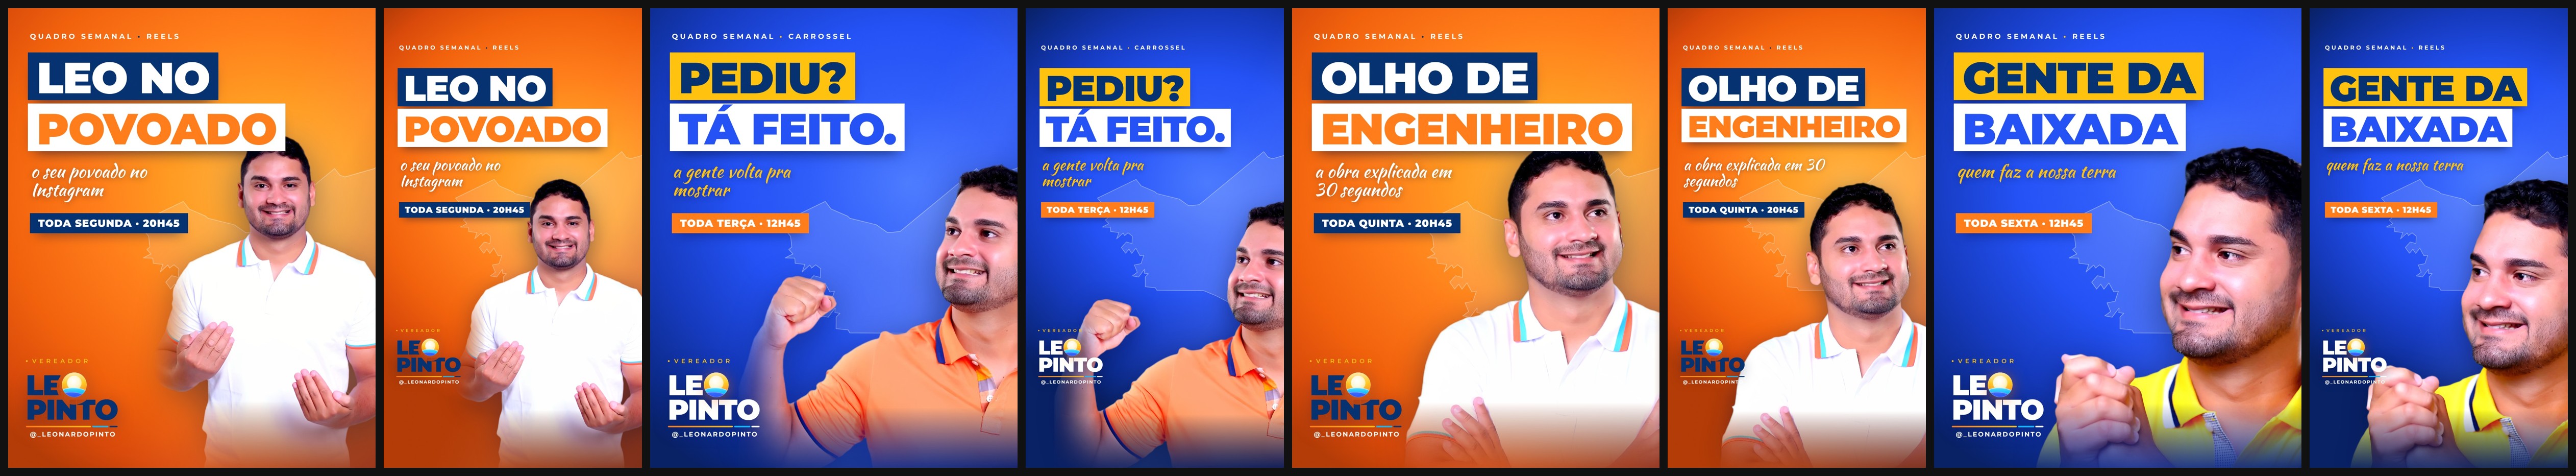 QUADRO SEMANAL • REELS
LEO NO
POVOADO
o seu povoado no
Instagram
TODA SEGUNDA • 20H45
• VEREADOR
LEO
PINTO
@_LEONARDOPINTO
QUADRO SEMANAL • REELS
LEO NO
POVOADO
o seu povoado no
Instagram
TODA SEGUNDA • 20H45
• VEREADOR
LEO
PINTO
@_LEONARDOPINTO
QUADRO SEMANAL • CARROSSEL
PEDIU?
TÁ FEITO.
a gente volta pra
mostrar
TODA TERÇA • 12H45
• VEREADOR
LEO
PINTO
@_LEONARDOPINTO
QUADRO SEMANAL • CARROSSEL
PEDIU?
TÁ FEITO.
a gente volta pra
mostrar
TODA TERÇA • 12H45
• VEREADOR
LEO
PINTO
@_LEONARDOPINTO
QUADRO SEMANAL • REELS
OLHO DE
ENGENHEIRO
a obra explicada em
30 segundos
TODA QUINTA • 20H45
• VEREADOR
LEO
PINTO
@_LEONARDOPINTO
QUADRO SEMANAL • REELS
OLHO DE
ENGENHEIRO
a obra explicada em 30
segundos
TODA QUINTA • 20H45
• VEREADOR
LEO
PINTO
@_LEONARDOPINTO
QUADRO SEMANAL • REELS
GENTE DA
BAIXADA
quem faz a nossa terra
TODA SEXTA • 12H45
• VEREADOR
LEO
PINTO
@_LEONARDOPINTO
QUADRO SEMANAL • REELS
GENTE DA
BAIXADA
quem faz a nossa terra
TODA SEXTA • 12H45
• VEREADOR
LEO
PINTO
@_LEONARDOPINTO